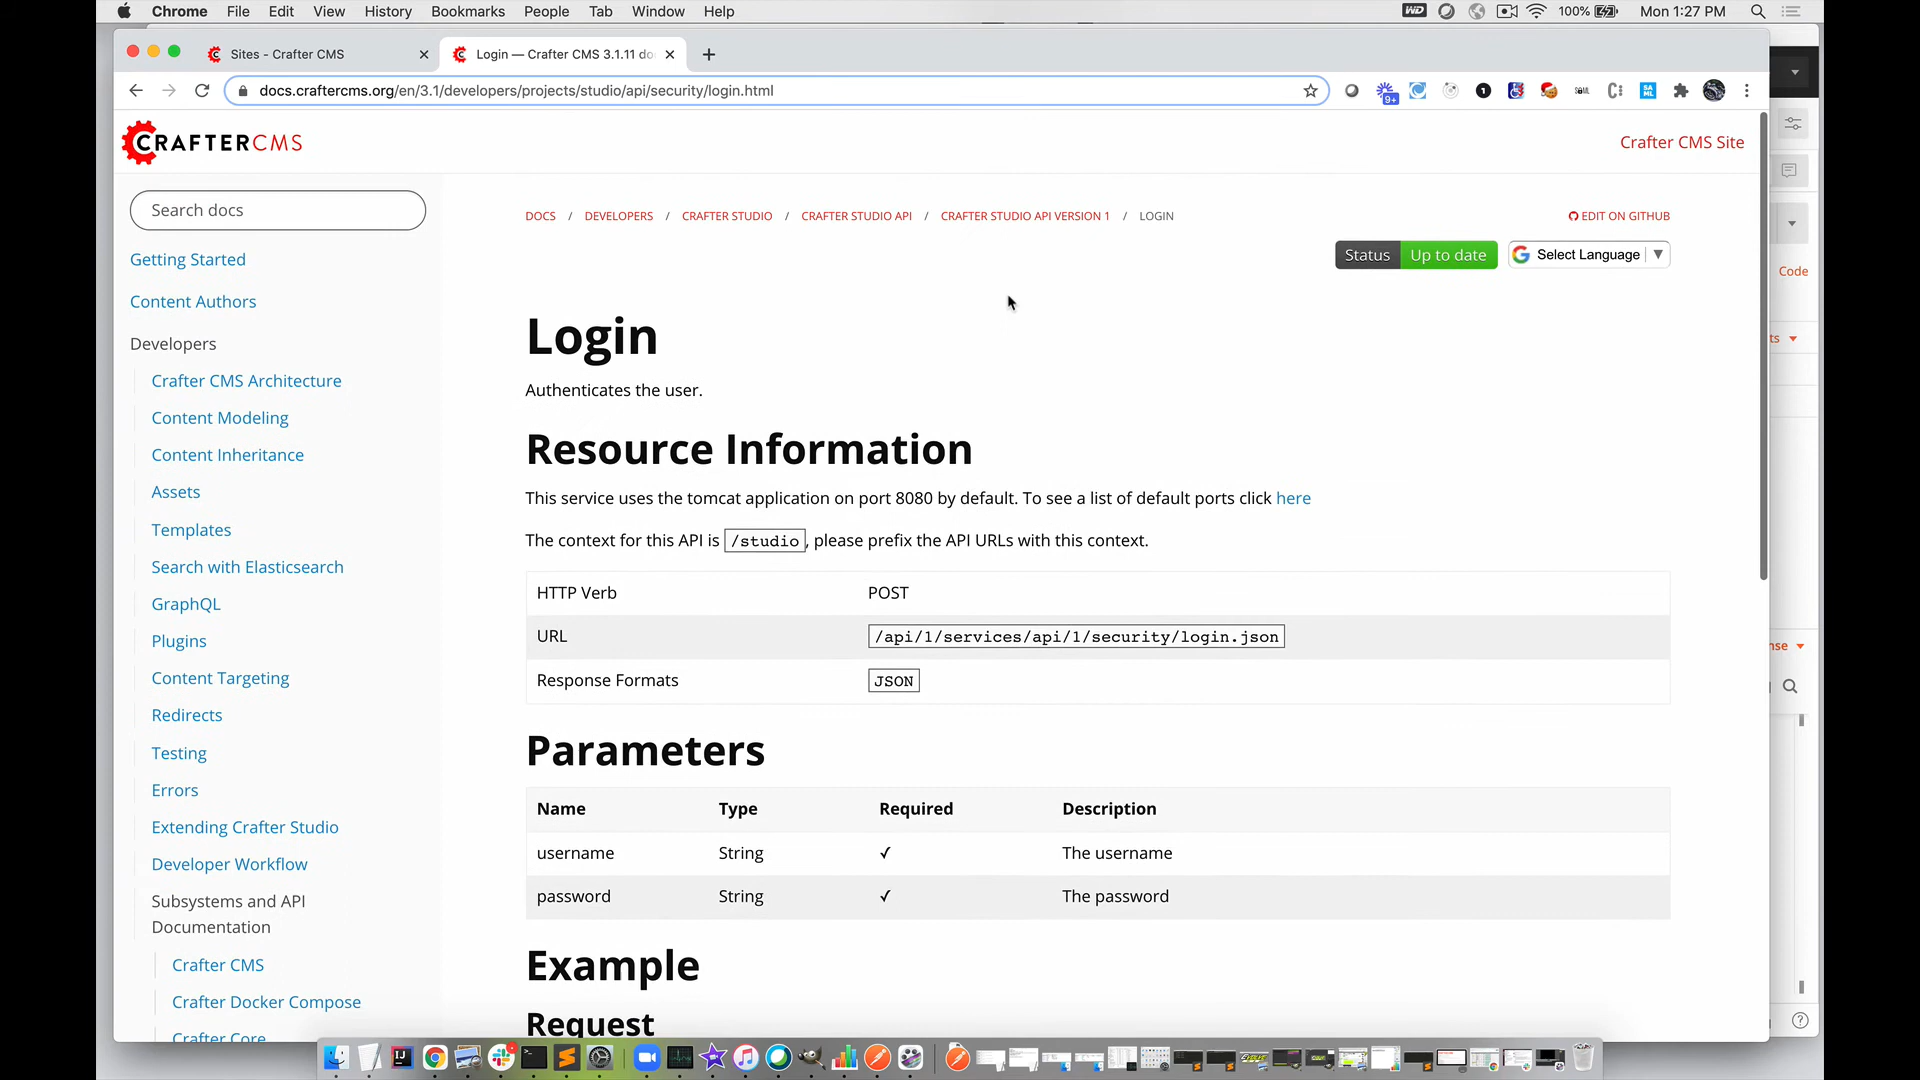 Chrome File Edit View History Bookmarks People Tab Window Help
100% Mon 1:27 PM
Sites - Crafter CMS
Login — Crafter CMS 3.1.11 do
docs.craftercms.org/en/3.1/developers/projects/studio/api/security/login.html
9+
CRAFTERCMS
Crafter CMS Site
Search docs
DOCS / DEVELOPERS / CRAFTER STUDIO / CRAFTER STUDIO API / CRAFTER STUDIO API VERSION 1 / LOGIN
EDIT ON GITHUB
Status Up to date
Select Language
Getting Started
Content Authors
Developers
Crafter CMS Architecture
Content Modeling
Content Inheritance
Assets
Templates
Search with Elasticsearch
GraphQL
Plugins
Content Targeting
Redirects
Testing
Errors
Extending Crafter Studio
Developer Workflow
Subsystems and API
Documentation
Crafter CMS
Crafter Docker Compose
Crafter Core
Login
Authenticates the user.
Resource Information
This service uses the tomcat application on port 8080 by default. To see a list of default ports click here
The context for this API is /studio, please prefix the API URLs with this context.
HTTP Verb POST
URL /api/1/services/api/1/security/login.json
Response Formats JSON
Parameters
Name Type Required Description
username String ✓ The username
password String ✓ The password
Example
Request
Code
ts
nse